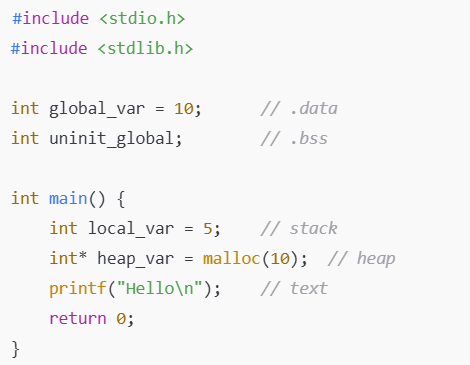 #include <stdio.h>
#include <stdlib.h>

int global_var = 10;      // .data
int uninit_global;        // .bss

int main() {
    int local_var = 5;    // stack
    int* heap_var = malloc(10);  // heap
    printf("Hello\n");    // text
    return 0;
}